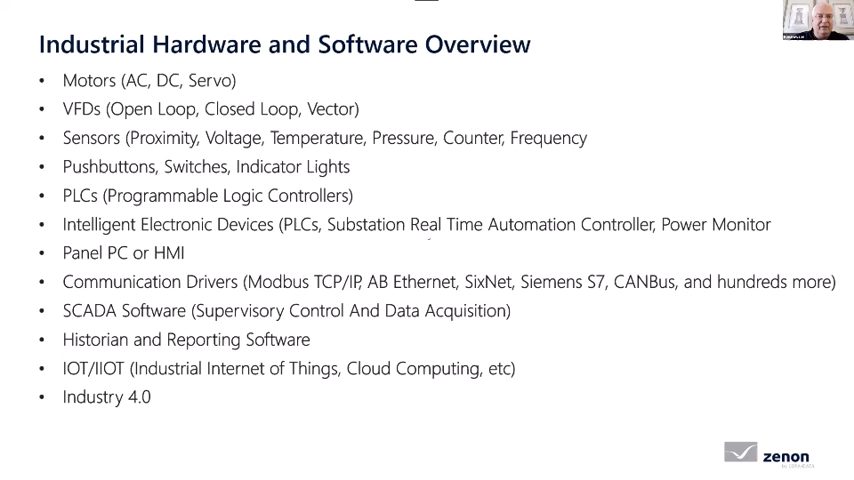 Industrial Hardware and Software Overview
• Motors (AC, DC, Servo)
• VFDs (Open Loop, Closed Loop, Vector)
• Sensors (Proximity, Voltage, Temperature, Pressure, Counter, Frequency
• Pushbuttons, Switches, Indicator Lights
• PLCs (Programmable Logic Controllers)
• Intelligent Electronic Devices (PLCs, Substation Real Time Automation Controller, Power Monitor
• Panel PC or HMI
• Communication Drivers (Modbus TCP/IP, AB Ethernet, SixNet, Siemens S7, CANBus, and hundreds more)
• SCADA Software (Supervisory Control And Data Acquisition)
• Historian and Reporting Software
• IOT/IIOT (Industrial Internet of Things, Cloud Computing, etc)
• Industry 4.0
zenon
by COPADATA